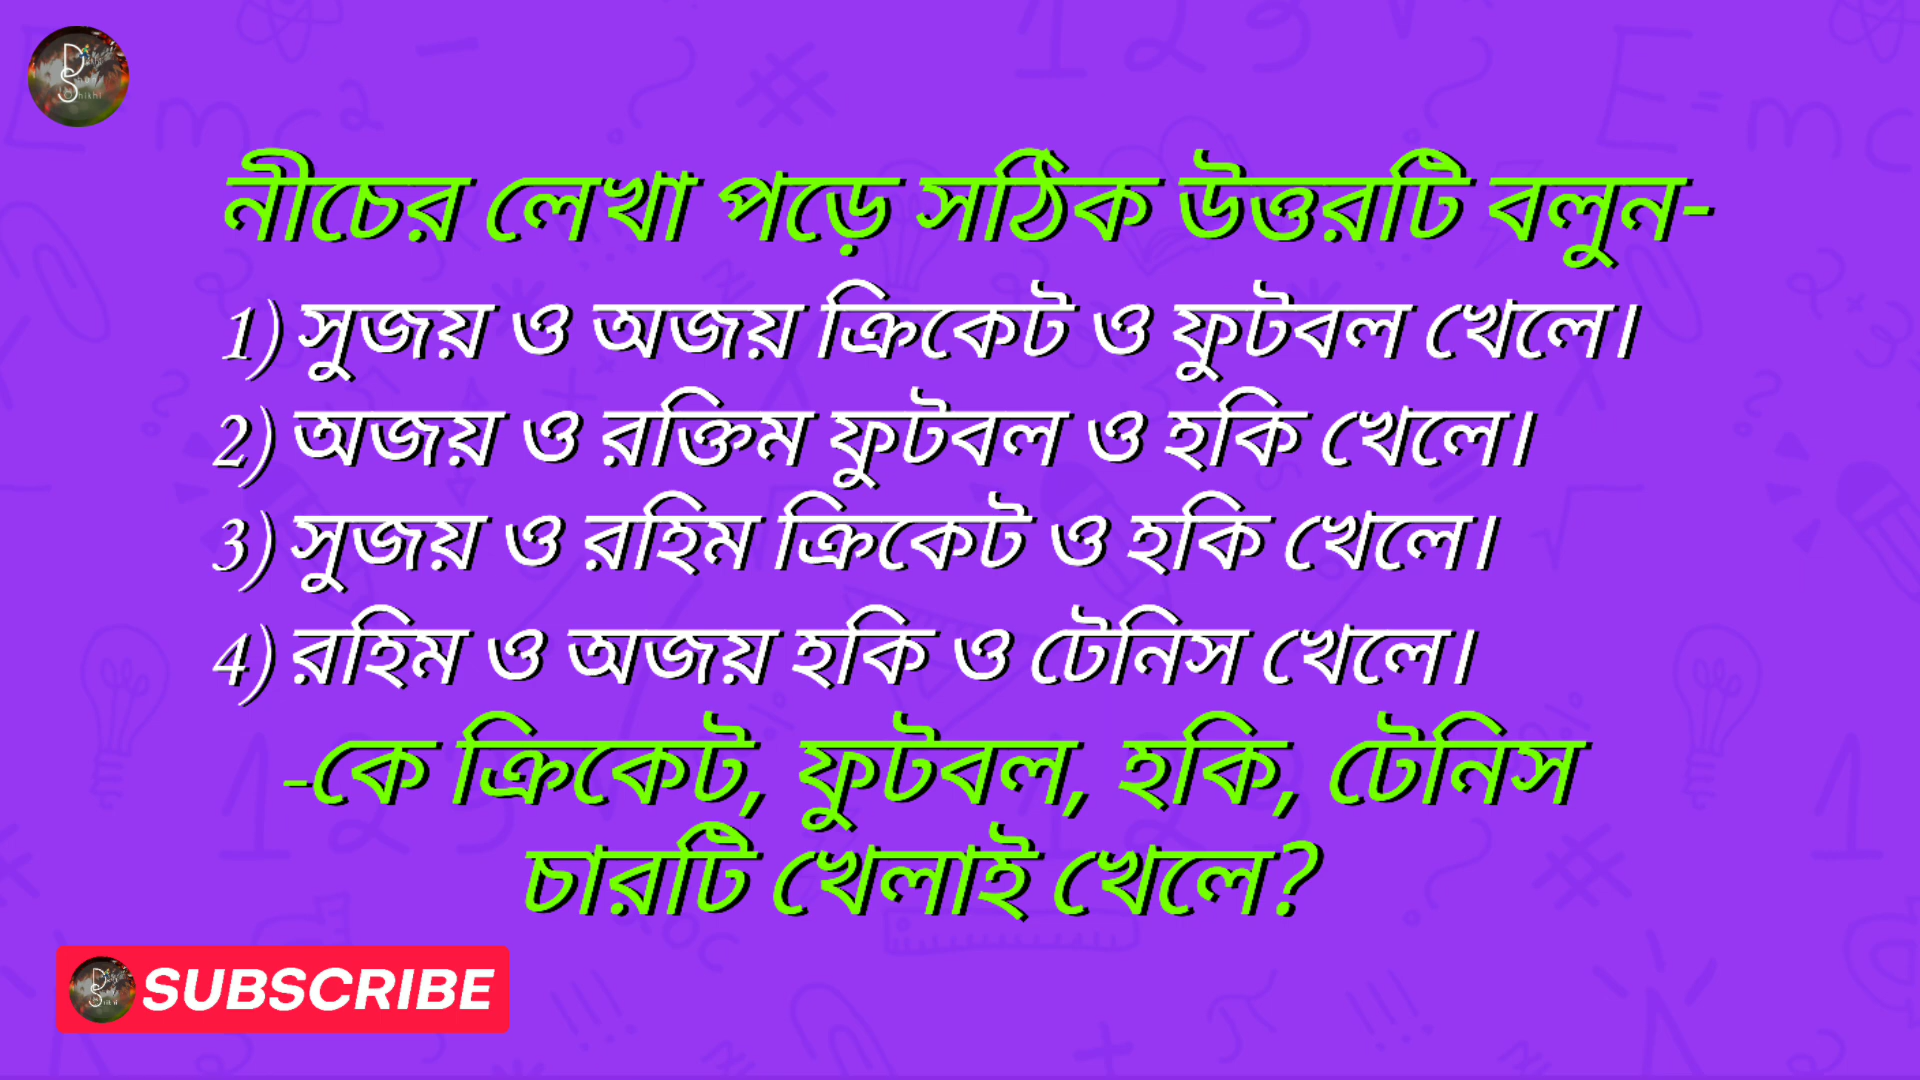 নীচের লেখা পড়ে সঠিক উত্তরটি বলুন-
1) সুজয় ও অজয় ক্রিকেট ও ফুটবল খেলে।
2) অজয় ও রক্তিম ফুটবল ও হকি খেলে।
3) সুজয় ও রহিম ক্রিকেট ও হকি খেলে।
4) রহিম ও অজয় হকি ও টেনিস খেলে।
-কে ক্রিকেট, ফুটবল, হকি, টেনিস
চারটি খেলাই খেলে?
SUBSCRIBE